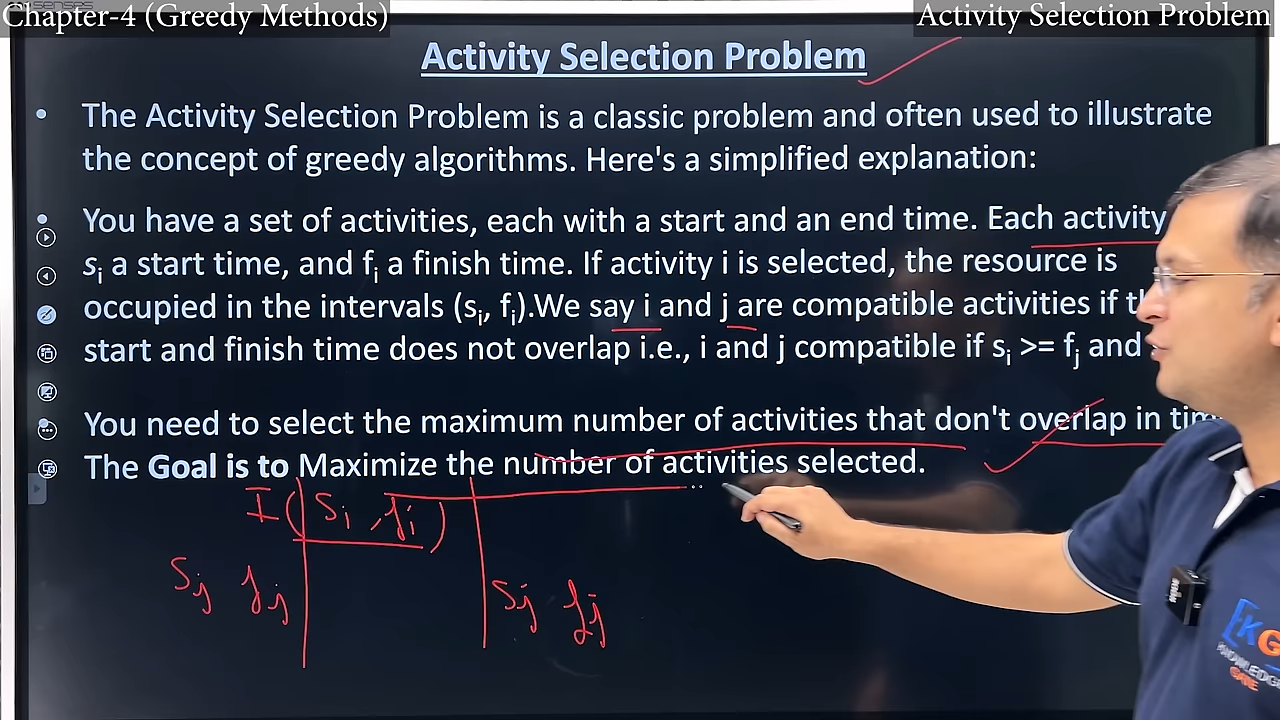 Chapter-4 (Greedy Methods)
Activity Selection Problem
Activity Selection Problem
• The Activity Selection Problem is a classic problem and often used to illustrate
the concept of greedy algorithms. Here's a simplified explanation:
• You have a set of activities, each with a start and an end time. Each activity
si a start time, and fi a finish time. If activity i is selected, the resource is
occupied in the intervals (si, fi).We say i and j are compatible activities if
start and finish time does not overlap i.e., i and j compatible if si >= fj and
• You need to select the maximum number of activities that don't overlap in
The Goal is to Maximize the number of activities selected.
I ( Si , fi )
Sj fj
Sj fj
KG
KNOWLEDGE
GATE